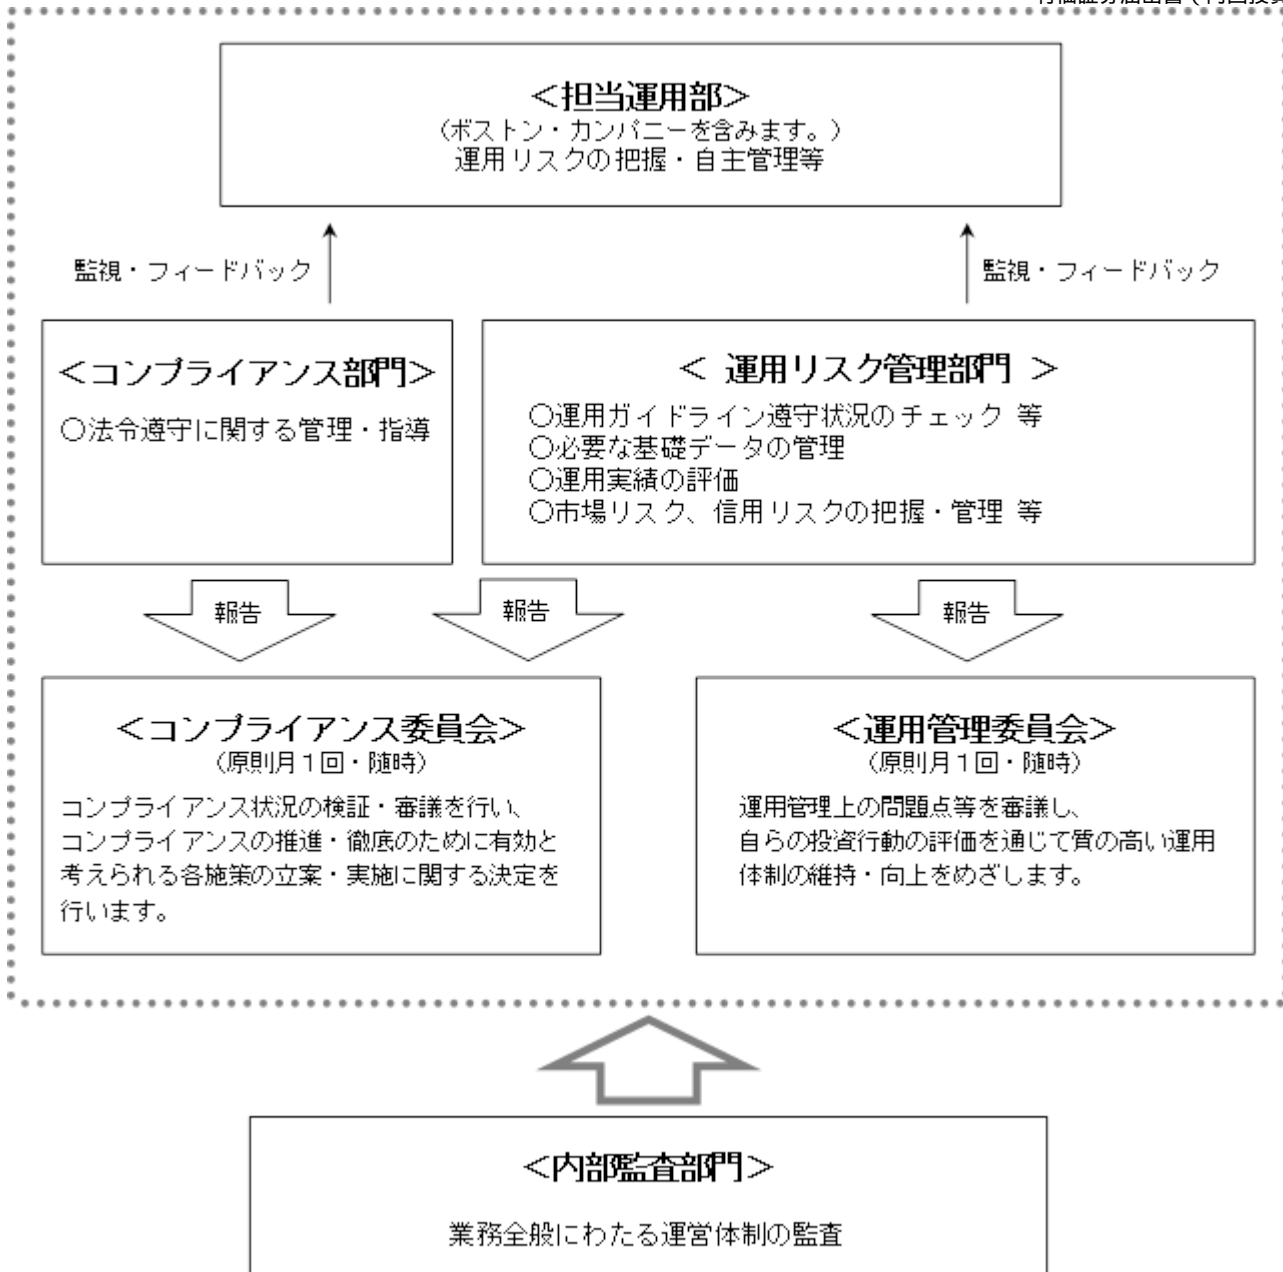 ＜担当運用部＞
（ボストン・カンパニーを含みます。）
運用リスクの把握・自主管理等
監視・フィードバック
監視・フィードバック
＜コンプライアンス部門＞
○法令遵守に関する管理・指導
＜ 運用リスク管理部門 ＞
○運用ガイドライン遵守状況のチェック 等
○必要な基礎データの管理
○運用実績の評価
○市場リスク、信用リスクの把握・管理 等
報告
報告
報告
＜コンプライアンス委員会＞
（原則月１回・随時）
コンプライアンス状況の検証・審議を行い、
コンプライアンスの推進・徹底のために有効と
考えられる各施策の立案・実施に関する決定を
行います。
＜運用管理委員会＞
（原則月１回・随時）
運用管理上の問題点等を審議し、
自らの投資行動の評価を通じて質の高い運用
体制の維持・向上をめざします。
＜内部監査部門＞
業務全般にわたる運営体制の監査